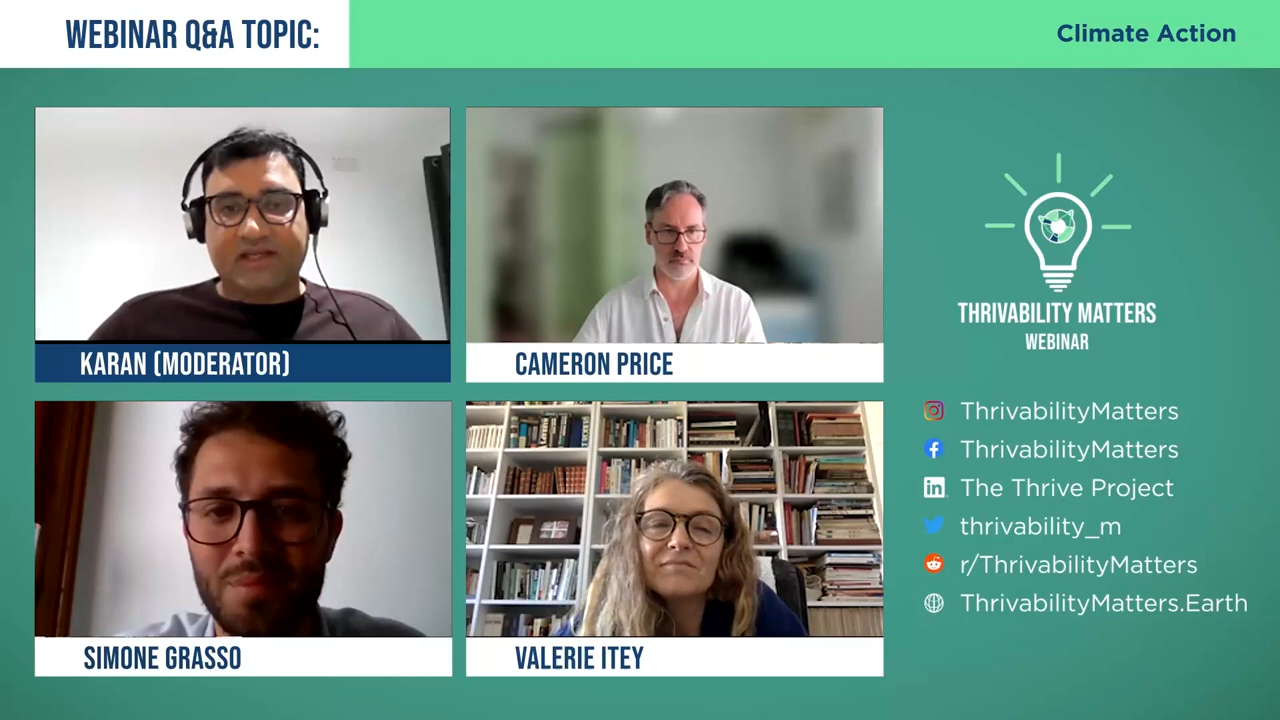 WEBINAR Q&A TOPIC:
Climate Action
KARAN (MODERATOR)
CAMERON PRICE
SIMONE GRASSO
VALERIE ITEY
THRIVABILITY MATTERS
WEBINAR
ThrivabilityMatters
ThrivabilityMatters
in The Thrive Project
thrivability_m
r/ThrivabilityMatters
ThrivabilityMatters.Earth